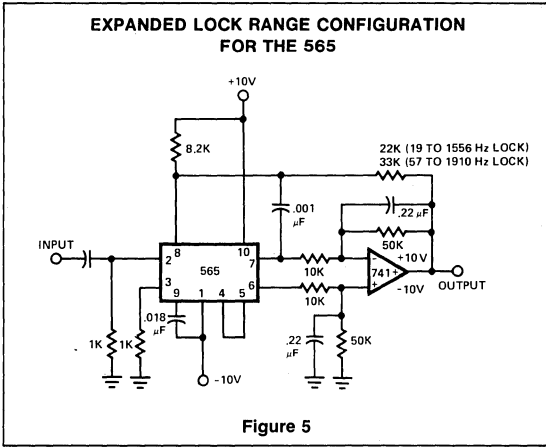 EXPANDED LOCK RANGE CONFIGURATION
FOR THE 565
+10V
8.2K
22K (19 TO 1556 Hz LOCK)
33K (57 TO 1910 Hz LOCK)
.001
µF
.22 µF
50K
INPUT
8
10
2
7
565
3
6
9
1
4
5
10K
10K
-
+10V
741
+
+
-10V
OUTPUT
.018
µF
1K
1K
.22
µF
50K
-10V
Figure 5